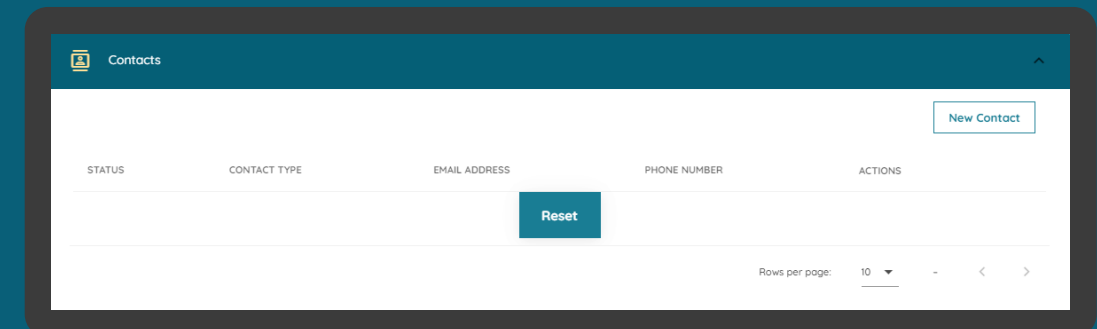 Contacts
New Contact
STATUS CONTACT TYPE EMAIL ADDRESS PHONE NUMBER ACTIONS
Reset
Rows per page: 10 -